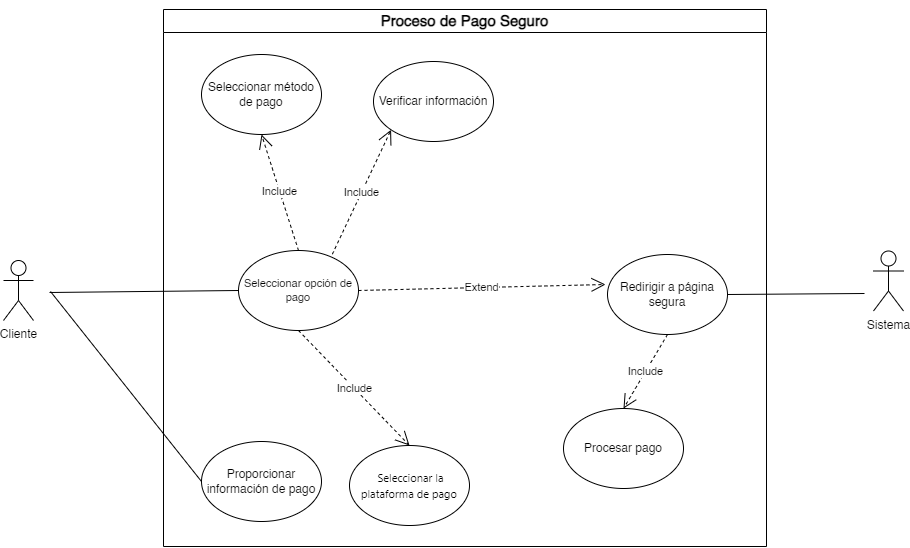 Proceso de Pago Seguro
Seleccionar método
de pago
Verificar información
Include
Include
Seleccionar opción de
pago
Extend
Redirigir a página
segura
Cliente
Sistema
Include
Include
Proporcionar
información de pago
Seleccionar la
plataforma de pago
Procesar pago